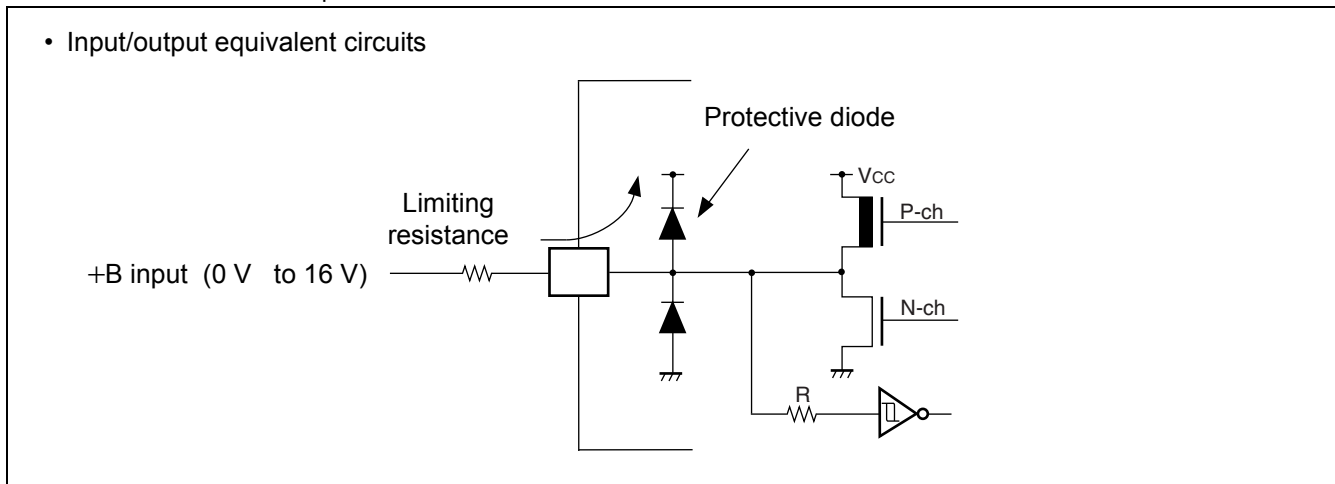 • Input/output equivalent circuits
Protective diode
VCC
P-ch
Limiting
resistance
+B input (0 V to 16 V)
N-ch
R